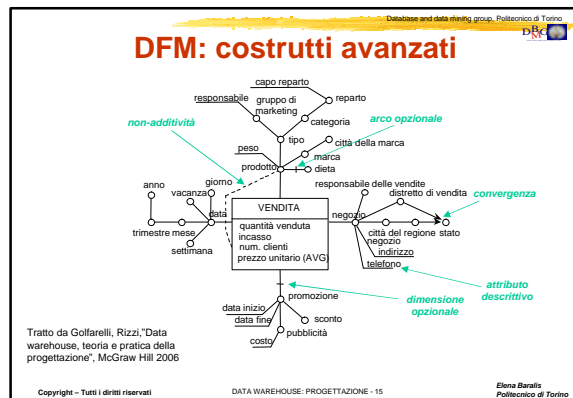 Database and data mining group, Politecnico di Torino
DBMG
DFM: costrutti avanzati
capo reparto
responsabile
gruppo di
marketing
reparto
non-additività
categoria
arco opzionale
tipo
città della marca
peso
marca
prodotto
dieta
anno
giorno
vacanza
data
trimestre
mese
settimana
VENDITA
quantità venduta
incasso
num. clienti
prezzo unitario (AVG)
responsabile delle vendite
distretto di vendita
convergenza
negozio
città del
negozio
regione
stato
indirizzo
telefono
attributo
descrittivo
promozione
dimensione
opzionale
data inizio
data fine
sconto
costo
pubblicità
Tratto da Golfarelli, Rizzi,"Data
warehouse, teoria e pratica della
progettazione", McGraw Hill 2006
Copyright – Tutti i diritti riservati
DATA WAREHOUSE: PROGETTAZIONE - 15
Elena Baralis
Politecnico di Torino